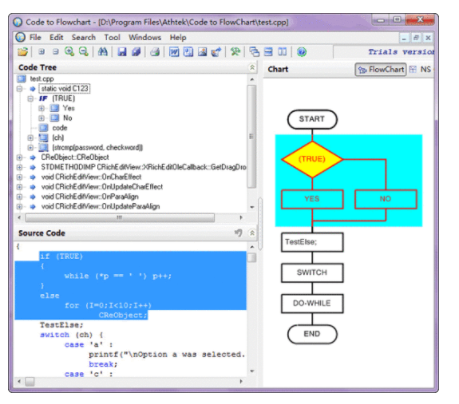 Code to Flowchart - [D:\Program Files\Athtek\Code to FlowChart\test.cpp]
File Edit Search Tool Windows Help
Trials version
Code Tree
test.cpp
static void C123
IF (TRUE)
Yes
No
code
(ch)
(strcmp(password, checkword))
CReObject::CReObject
STDMETHODIMP CRichEditView::XRichEditOleCallback::GetDragDro
void CRichEditView::OnCharEffect
void CRichEditView::OnUpdateCharEffect
void CRichEditView::OnParaAlign
void CRichEditView::OnUpdateParaAlign
Source Code
{
if (TRUE)
{
while (*p == ' ') p++;
}
else
for (I=0;I<10;I++)
CReObject;
TestElse;
switch (ch) {
case 'a' :
printf("\nOption a was selected.
break;
case 'c' :
Chart
FlowChart
NS
START
(TRUE)
YES
NO
TestElse;
SWITCH
DO-WHILE
END